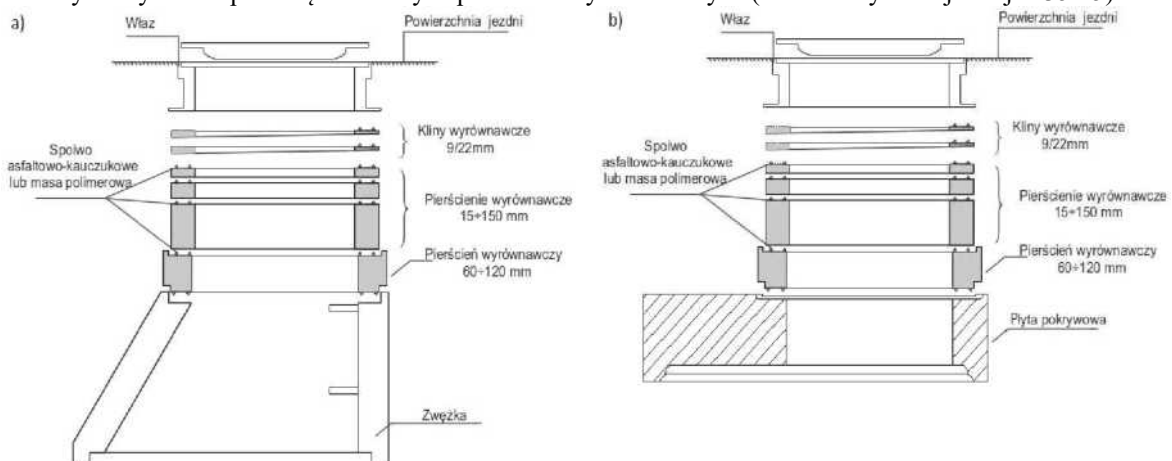 a)
Właz
Powierzchnia jezdni
Kliny wyrównawcze
9/22mm
Spoiwo
asfaltowo-kauczukowe
lub masa polimerowa
Pierścienie wyrównawcze
15÷150 mm
Pierścień wyrównawczy
60÷120 mm
Zwężka
b)
Właz
Powierzchnia jezdni
Kliny wyrównawcze
9/22mm
Spoiwo
asfaltowo-kauczukowe
lub masa polimerowa
Pierścienie wyrównawcze
15÷150 mm
Pierścień wyrównawczy
60÷120 mm
Płyta pokrywowa